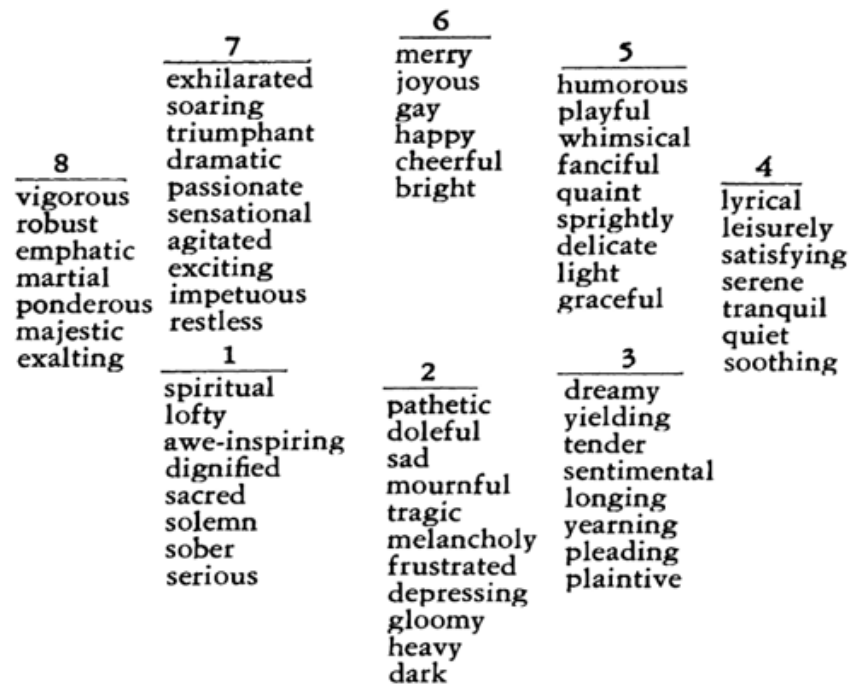 6
merry
joyous
gay
happy
cheerful
bright
7
exhilarated
soaring
triumphant
dramatic
passionate
sensational
agitated
exciting
impetuous
restless
5
humorous
playful
whimsical
fanciful
quaint
sprightly
delicate
light
graceful
8
vigorous
robust
emphatic
martial
ponderous
majestic
exalting
4
lyrical
leisurely
satisfying
serene
tranquil
quiet
soothing
1
spiritual
lofty
awe-inspiring
dignified
sacred
solemn
sober
serious
2
pathetic
doleful
sad
mournful
tragic
melancholy
frustrated
depressing
gloomy
heavy
dark
3
dreamy
yielding
tender
sentimental
longing
yearning
pleading
plaintive